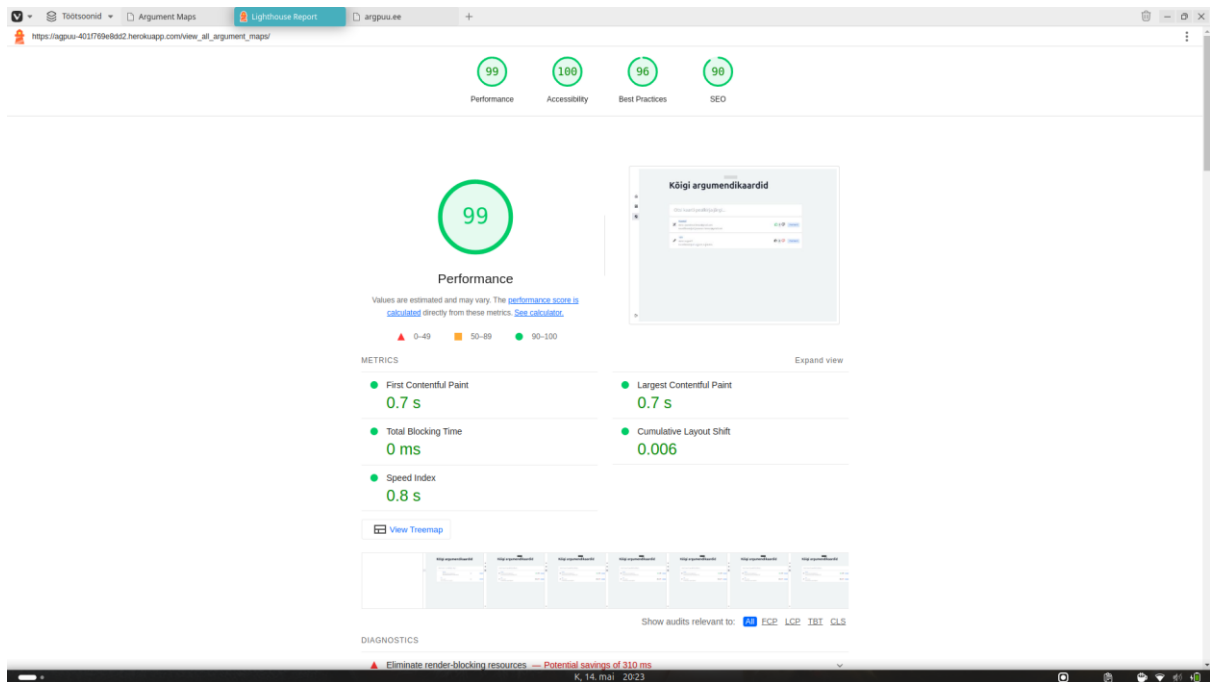 Töötsoonid
Argument Maps
Lighthouse Report
argpuu.ee
https://agpuu-401f769e8dd2.herokuapp.com/view_all_argument_maps/
99
100
96
90
Performance
Accessibility
Best Practices
SEO
99
Performance
Values are estimated and may vary. The performance score is
calculated directly from these metrics. See calculator.
0–49
50–89
90–100
Kõigi argumendikaardid
METRICS
Expand view
First Contentful Paint
0.7 s
Largest Contentful Paint
0.7 s
Total Blocking Time
0 ms
Cumulative Layout Shift
0.006
Speed Index
0.8 s
View Treemap
Show audits relevant to: All FCP LCP TBT CLS
DIAGNOSTICS
Eliminate render-blocking resources — Potential savings of 310 ms
K, 14. mai 20:23